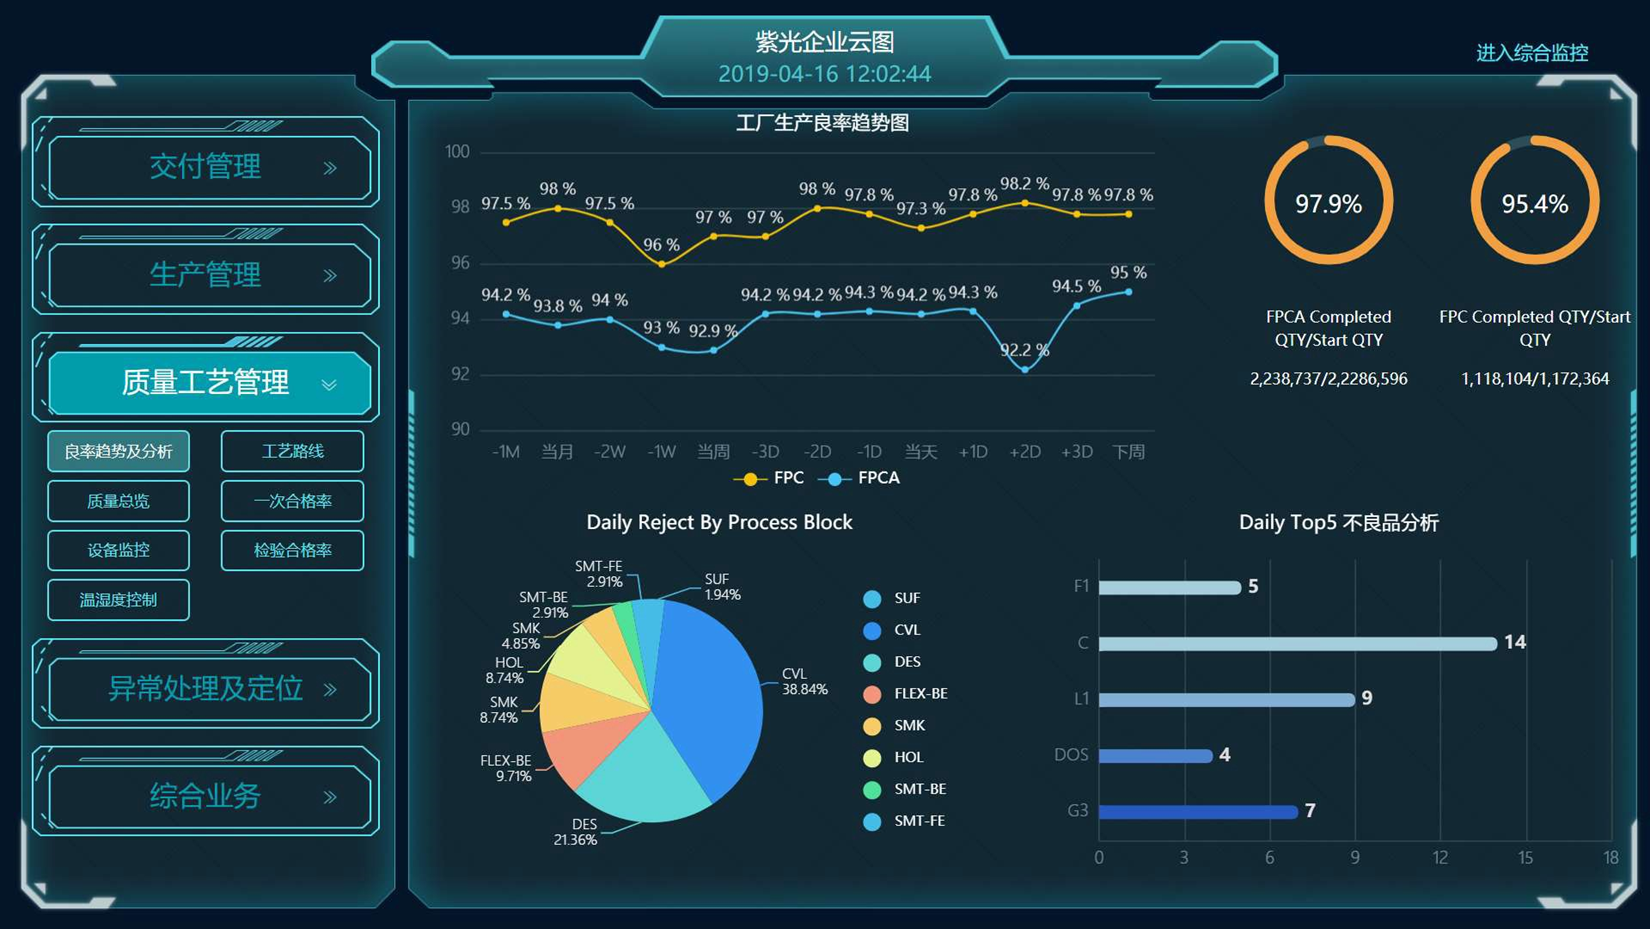 紫光企业云图
2019-04-16 12:02:44
进入综合监控
交付管理
生产管理
质量工艺管理
良率趋势及分析
工艺路线
质量总览
一次合格率
设备监控
检验合格率
温湿度控制
异常处理及定位
综合业务
工厂生产良率趋势图
100
98
96
94
92
90
97.5 %
98 %
97.5 %
96 %
97 %
97 %
98 %
97.8 %
97.3 %
97.8 %
98.2 %
97.8 %
97.8 %
94.2 %
93.8 %
94 %
93 %
92.9 %
94.2 %
94.2 %
94.3 %
94.2 %
94.3 %
92.2 %
94.5 %
95 %
-1M 当月 -2W -1W 当周 -3D -2D -1D 当天 +1D +2D +3D 下周
FPC FPCA
97.9%
FPCA Completed
QTY/Start QTY
2,238,737/2,2286,596
95.4%
FPC Completed QTY/Start
QTY
1,118,104/1,172,364
Daily Reject By Process Block
SMT-FE
2.91%
SUF
1.94%
SMT-BE
2.91%
SMK
4.85%
HOL
8.74%
SMK
8.74%
FLEX-BE
9.71%
DES
21.36%
CVL
38.84%
SUF
CVL
DES
FLEX-BE
SMK
HOL
SMT-BE
SMT-FE
Daily Top5 不良品分析
F1 5
C 14
L1 9
DOS 4
G3 7
0 3 6 9 12 15 18